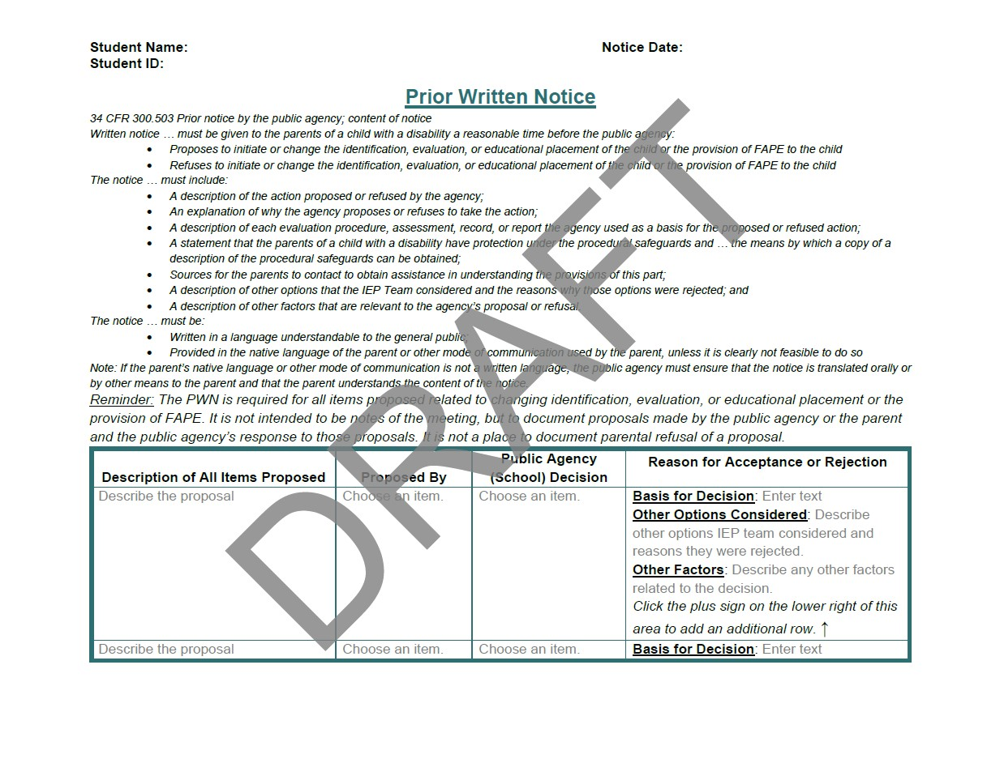 Student Name: Notice Date:
Student ID:
Prior Written Notice
34 CFR 300.503 Prior notice by the public agency; content of notice
Written notice … must be given to the parents of a child with a disability a reasonable time before the public agency:
• Proposes to initiate or change the identification, evaluation, or educational placement of the child or the provision of FAPE to the child
• Refuses to initiate or change the identification, evaluation, or educational placement of the child or the provision of FAPE to the child
The notice … must include:
• A description of the action proposed or refused by the agency;
• An explanation of why the agency proposes or refuses to take the action;
• A description of each evaluation procedure, assessment, record, or report the agency used as a basis for the proposed or refused action;
• A statement that the parents of a child with a disability have protection under the procedural safeguards and … the means by which a copy of a
description of the procedural safeguards can be obtained;
• Sources for the parents to contact to obtain assistance in understanding the provisions of this part;
• A description of other options that the IEP Team considered and the reasons why those options were rejected; and
• A description of other factors that are relevant to the agency's proposal or refusal.
The notice … must be:
• Written in a language understandable to the general public;
• Provided in the native language of the parent or other mode of communication used by the parent, unless it is clearly not feasible to do so
Note: If the parent's native language or other mode of communication is not a written language, the public agency must ensure that the notice is translated orally or
by other means to the parent and that the parent understands the content of the notice.
Reminder: The PWN is required for all items proposed related to changing identification, evaluation, or educational placement or the
provision of FAPE. It is not intended to be notes of the meeting, but to document proposals made by the public agency or the parent
and the public agency's response to those proposals. It is not a place to document parental refusal of a proposal.
Description of All Items Proposed
Proposed By
Public Agency
(School) Decision
Reason for Acceptance or Rejection
Describe the proposal
Choose an item.
Choose an item.
Basis for Decision: Enter text
Other Options Considered: Describe
other options IEP team considered and
reasons they were rejected.
Other Factors: Describe any other factors
related to the decision.
Click the plus sign on the lower right of this
area to add an additional row. ↑
Describe the proposal
Choose an item.
Choose an item.
Basis for Decision: Enter text
DRAFT